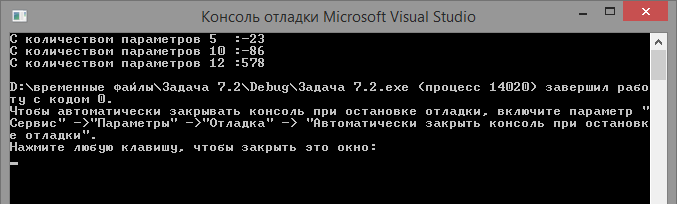 Консоль отладки Microsoft Visual Studio
С количеством параметров 5  :-23
С количеством параметров 10 :-86
С количеством параметров 12 :578
D:\временные файлы\Задача 7.2\Debug\Задача 7.2.exe (процесс 14020) завершил рабо
ту с кодом 0.
Чтобы автоматически закрывать консоль при остановке отладки, включите параметр "
Сервис" ->"Параметры" ->"Отладка" -> "Автоматически закрыть консоль при остановк
е отладки".
Нажмите любую клавишу, чтобы закрыть это окно: